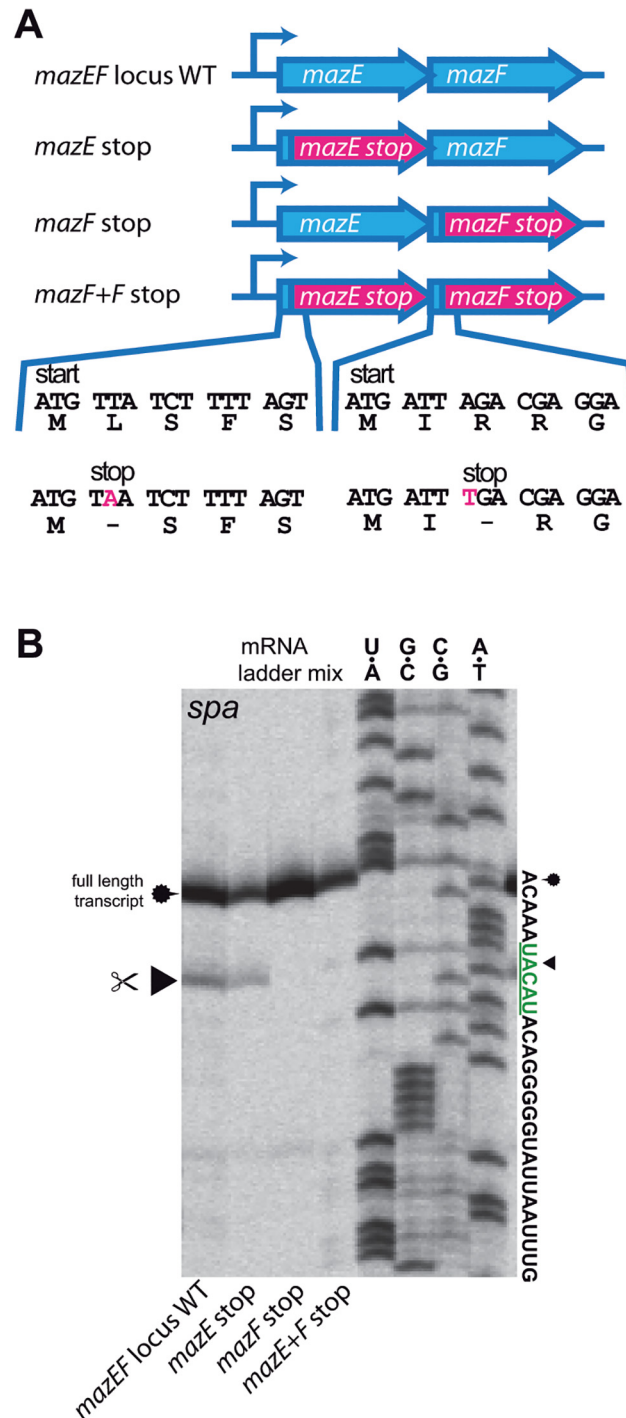 A
mazEF locus WT
mazE
mazF
mazE stop
mazE stop
mazF
mazF stop
mazE
mazF stop
mazF+F stop
mazE stop
mazF stop
start
ATG TTA TCT TTT AGT
M L S F S
stop
ATG TAA TCT TTT AGT
M - S F S
start
ATG ATT AGA CGA GGA
M I R R G
stop
ATG ATT TGA CGA GGA
M I - R G
B
mRNA
ladder mix
U G C A
A C G T
spa
full length
transcript
ACAAAUACAUACAGGGGGUAUUAAUUUG
mazEF locus WT
mazE stop
mazF stop
mazE+F stop